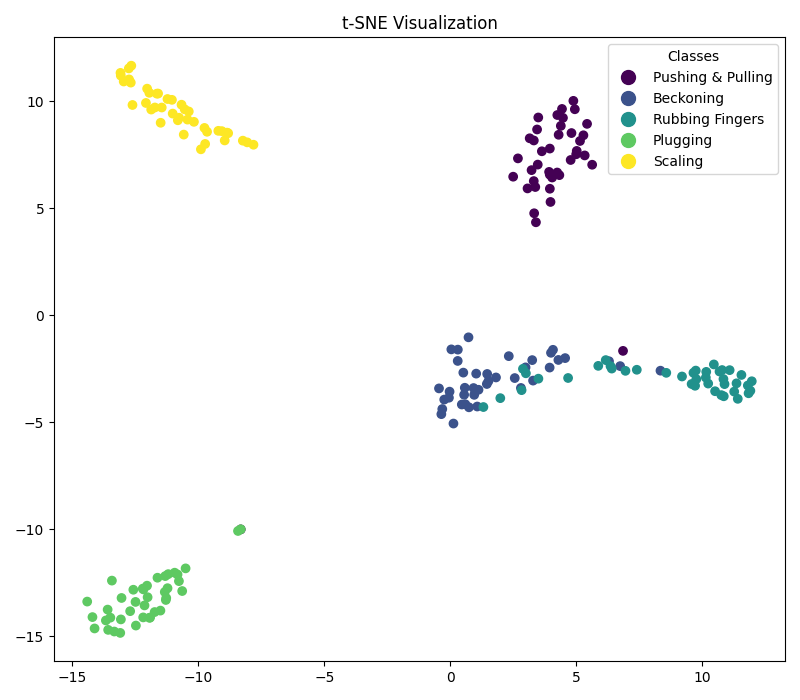 t-SNE Visualization
Classes
Pushing & Pulling
Beckoning
Rubbing Fingers
Plugging
Scaling
10
5
0
−5
−10
−15
−15
−10
−5
0
5
10